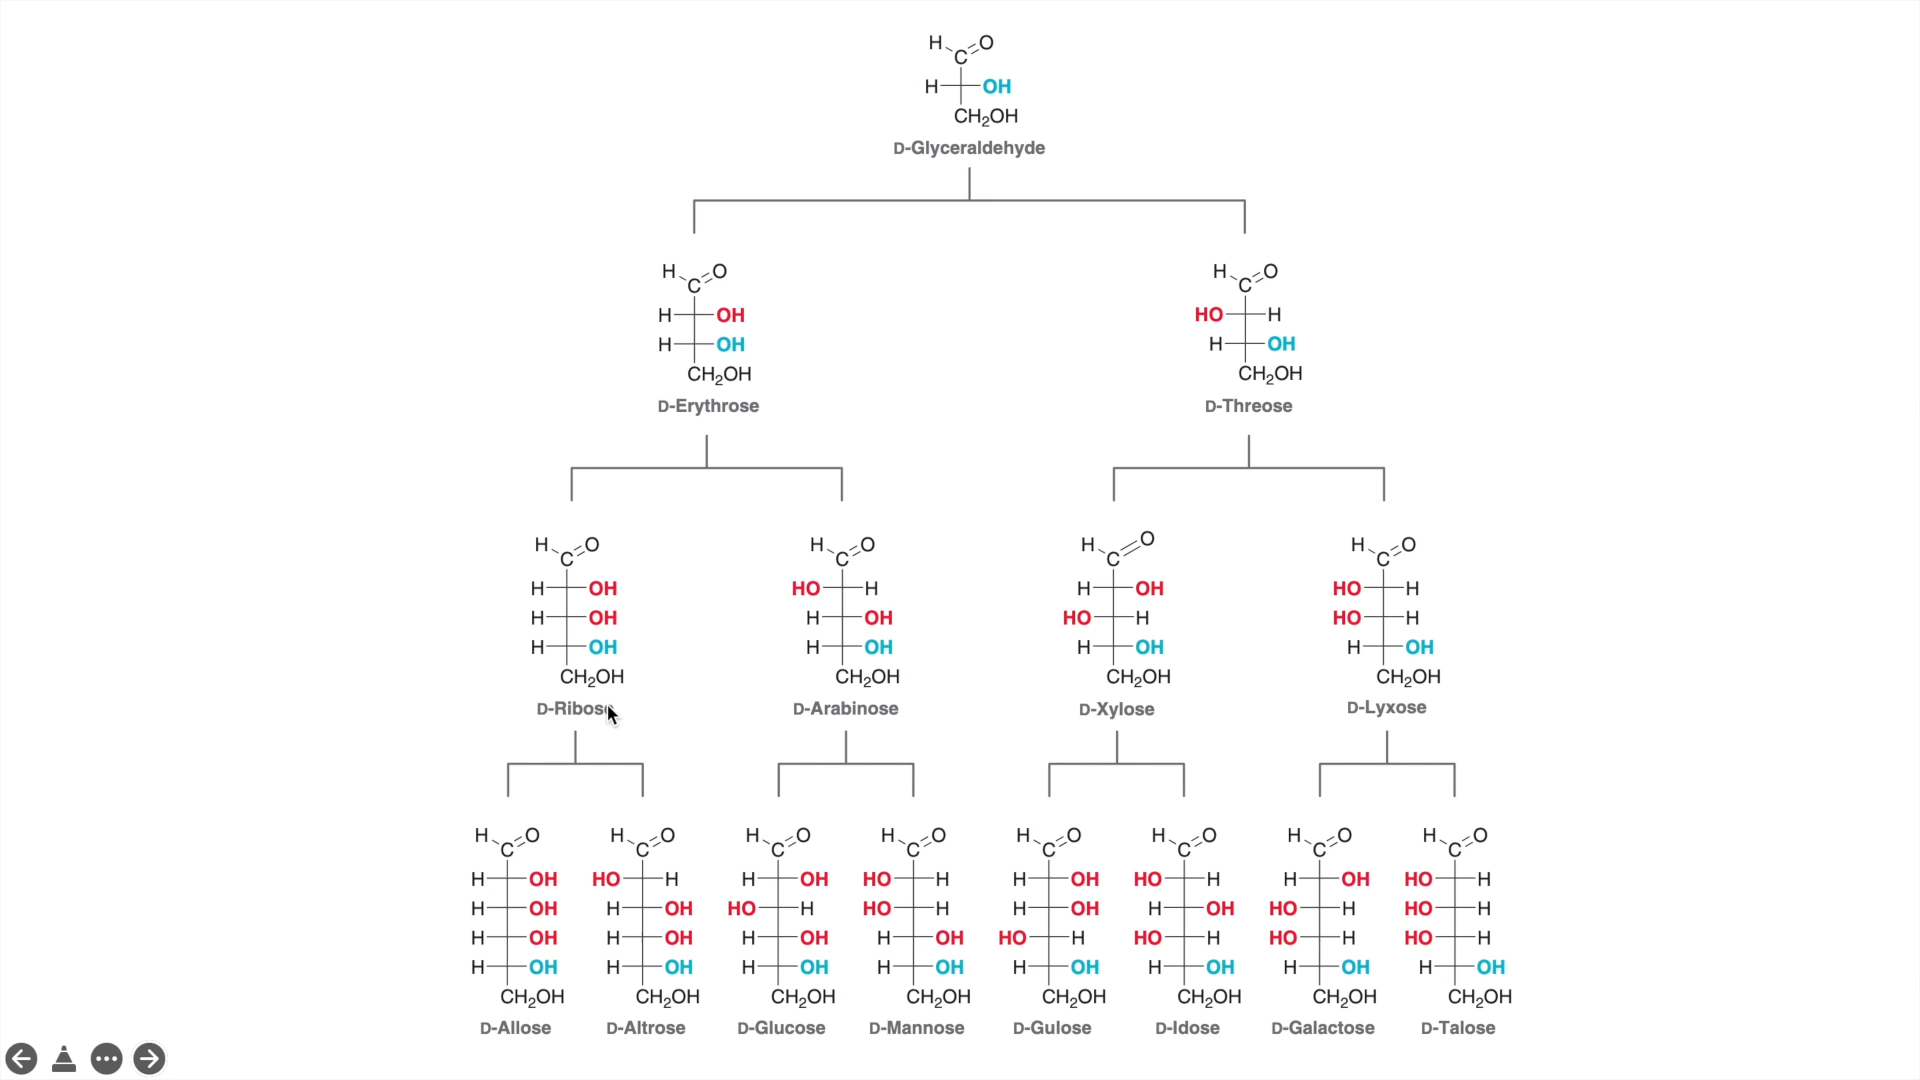 H C O
H OH
CH2OH
D-Glyceraldehyde
H C O
H OH
H OH
CH2OH
D-Erythrose
H C O
HO H
H OH
CH2OH
D-Threose
H C O
H OH
H OH
H OH
CH2OH
D-Ribose
H C O
HO H
H OH
H OH
CH2OH
D-Arabinose
H C O
H OH
HO H
H OH
CH2OH
D-Xylose
H C O
HO H
HO H
H OH
CH2OH
D-Lyxose
H C O
H OH
H OH
H OH
H OH
CH2OH
D-Allose
H C O
HO H
H OH
H OH
H OH
CH2OH
D-Altrose
H C O
H OH
HO H
H OH
H OH
CH2OH
D-Glucose
H C O
HO H
HO H
H OH
H OH
CH2OH
D-Mannose
H C O
H OH
H OH
HO H
H OH
CH2OH
D-Gulose
H C O
HO H
H OH
HO H
H OH
CH2OH
D-Idose
H C O
H OH
HO H
HO H
H OH
CH2OH
D-Galactose
H C O
HO H
HO H
HO H
H OH
CH2OH
D-Talose